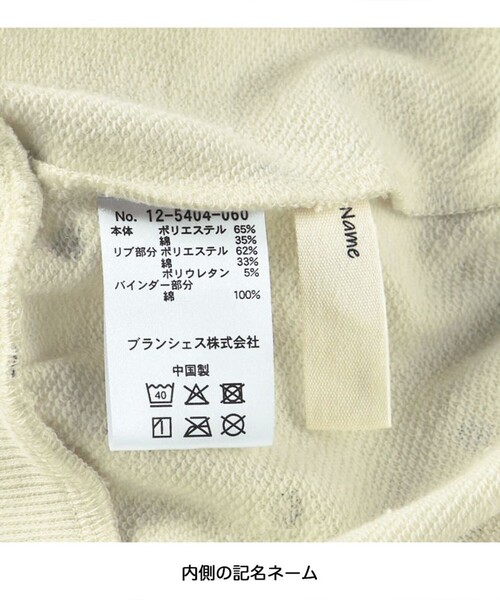 No. 12-5404-060
本体 ポリエステル 65%
綿 35%
リブ部分 ポリエステル 62%
綿 33%
ポリウレタン 5%
バインダー部分
綿 100%
ブランシェス株式会社
中国製
40
Name
内側の記名ネーム